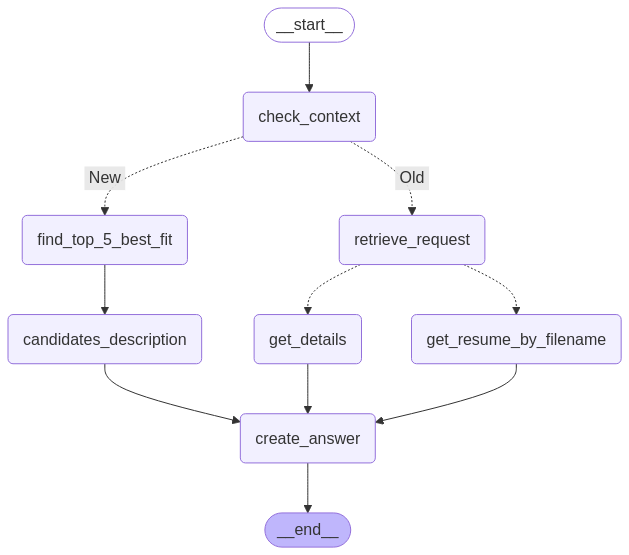 __start__
check_context
New
Old
find_top_5_best_fit
retrieve_request
candidates_description
get_details
get_resume_by_filename
create_answer
__end__